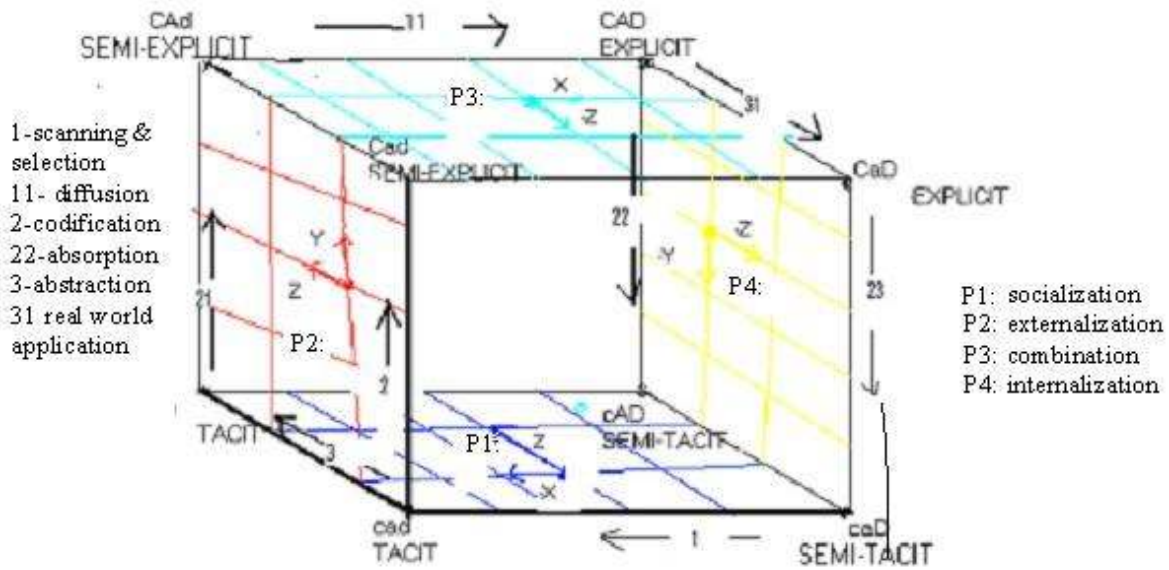 CAd
SEMI-EXPLICIT
11
CAD
EXPLICIT
31
1-scanning &
selection
11- diffusion
2-codification
22-absorption
3-abstraction
31 real world
application
P3:
X
-Z
Cad
SEMI-EXPLICIT
CaD
EXPLICIT
22
-Y
-Z
P4:
23
Y
Z
21
P2:
2
P1: socialization
P2: externalization
P3: combination
P4: internalization
TACIT
3
P1:
Z
-X
cAD
SEMI-TACIT
cad
TACIT
1
caD
SEMI-TACIT